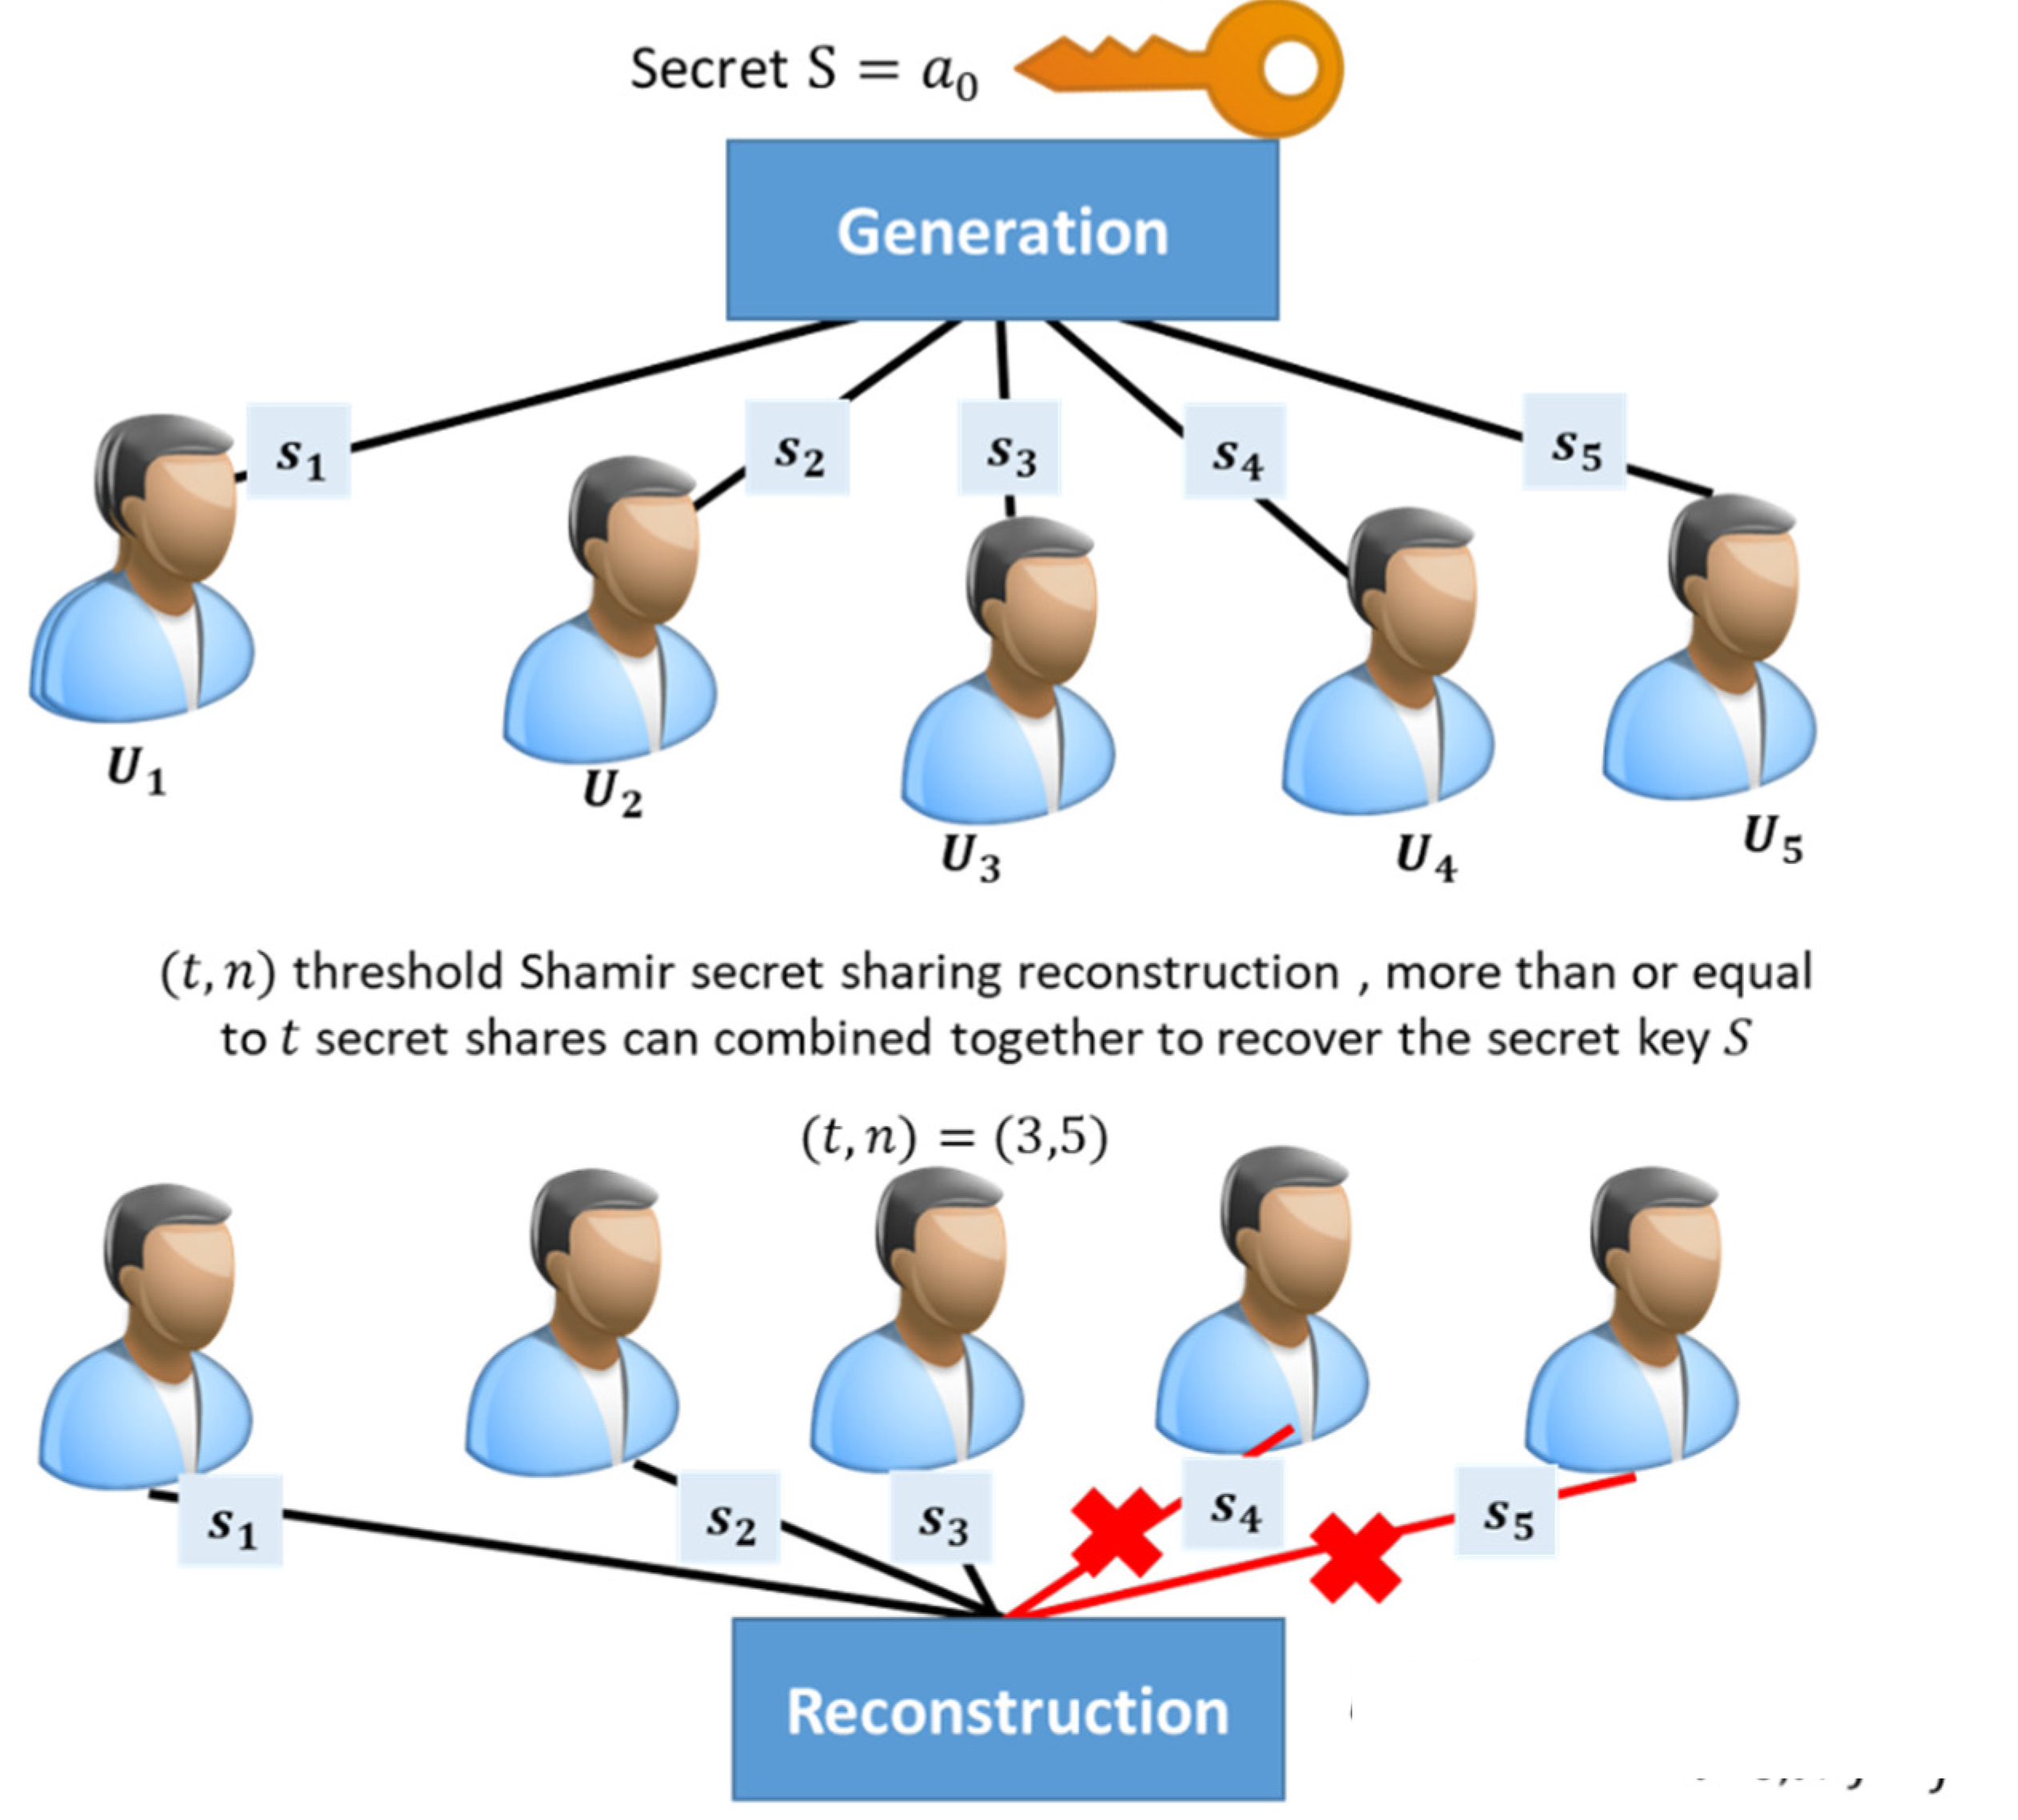 Secret S = a₀
Generation
s₁ s₂ s₃ s₄ s₅
U₁ U₂ U₃ U₄ U₅
(t, n) threshold Shamir secret sharing reconstruction , more than or equal
to t secret shares can combined together to recover the secret key S
(t, n) = (3,5)
s₁ s₂ s₃ s₄ s₅
Reconstruction